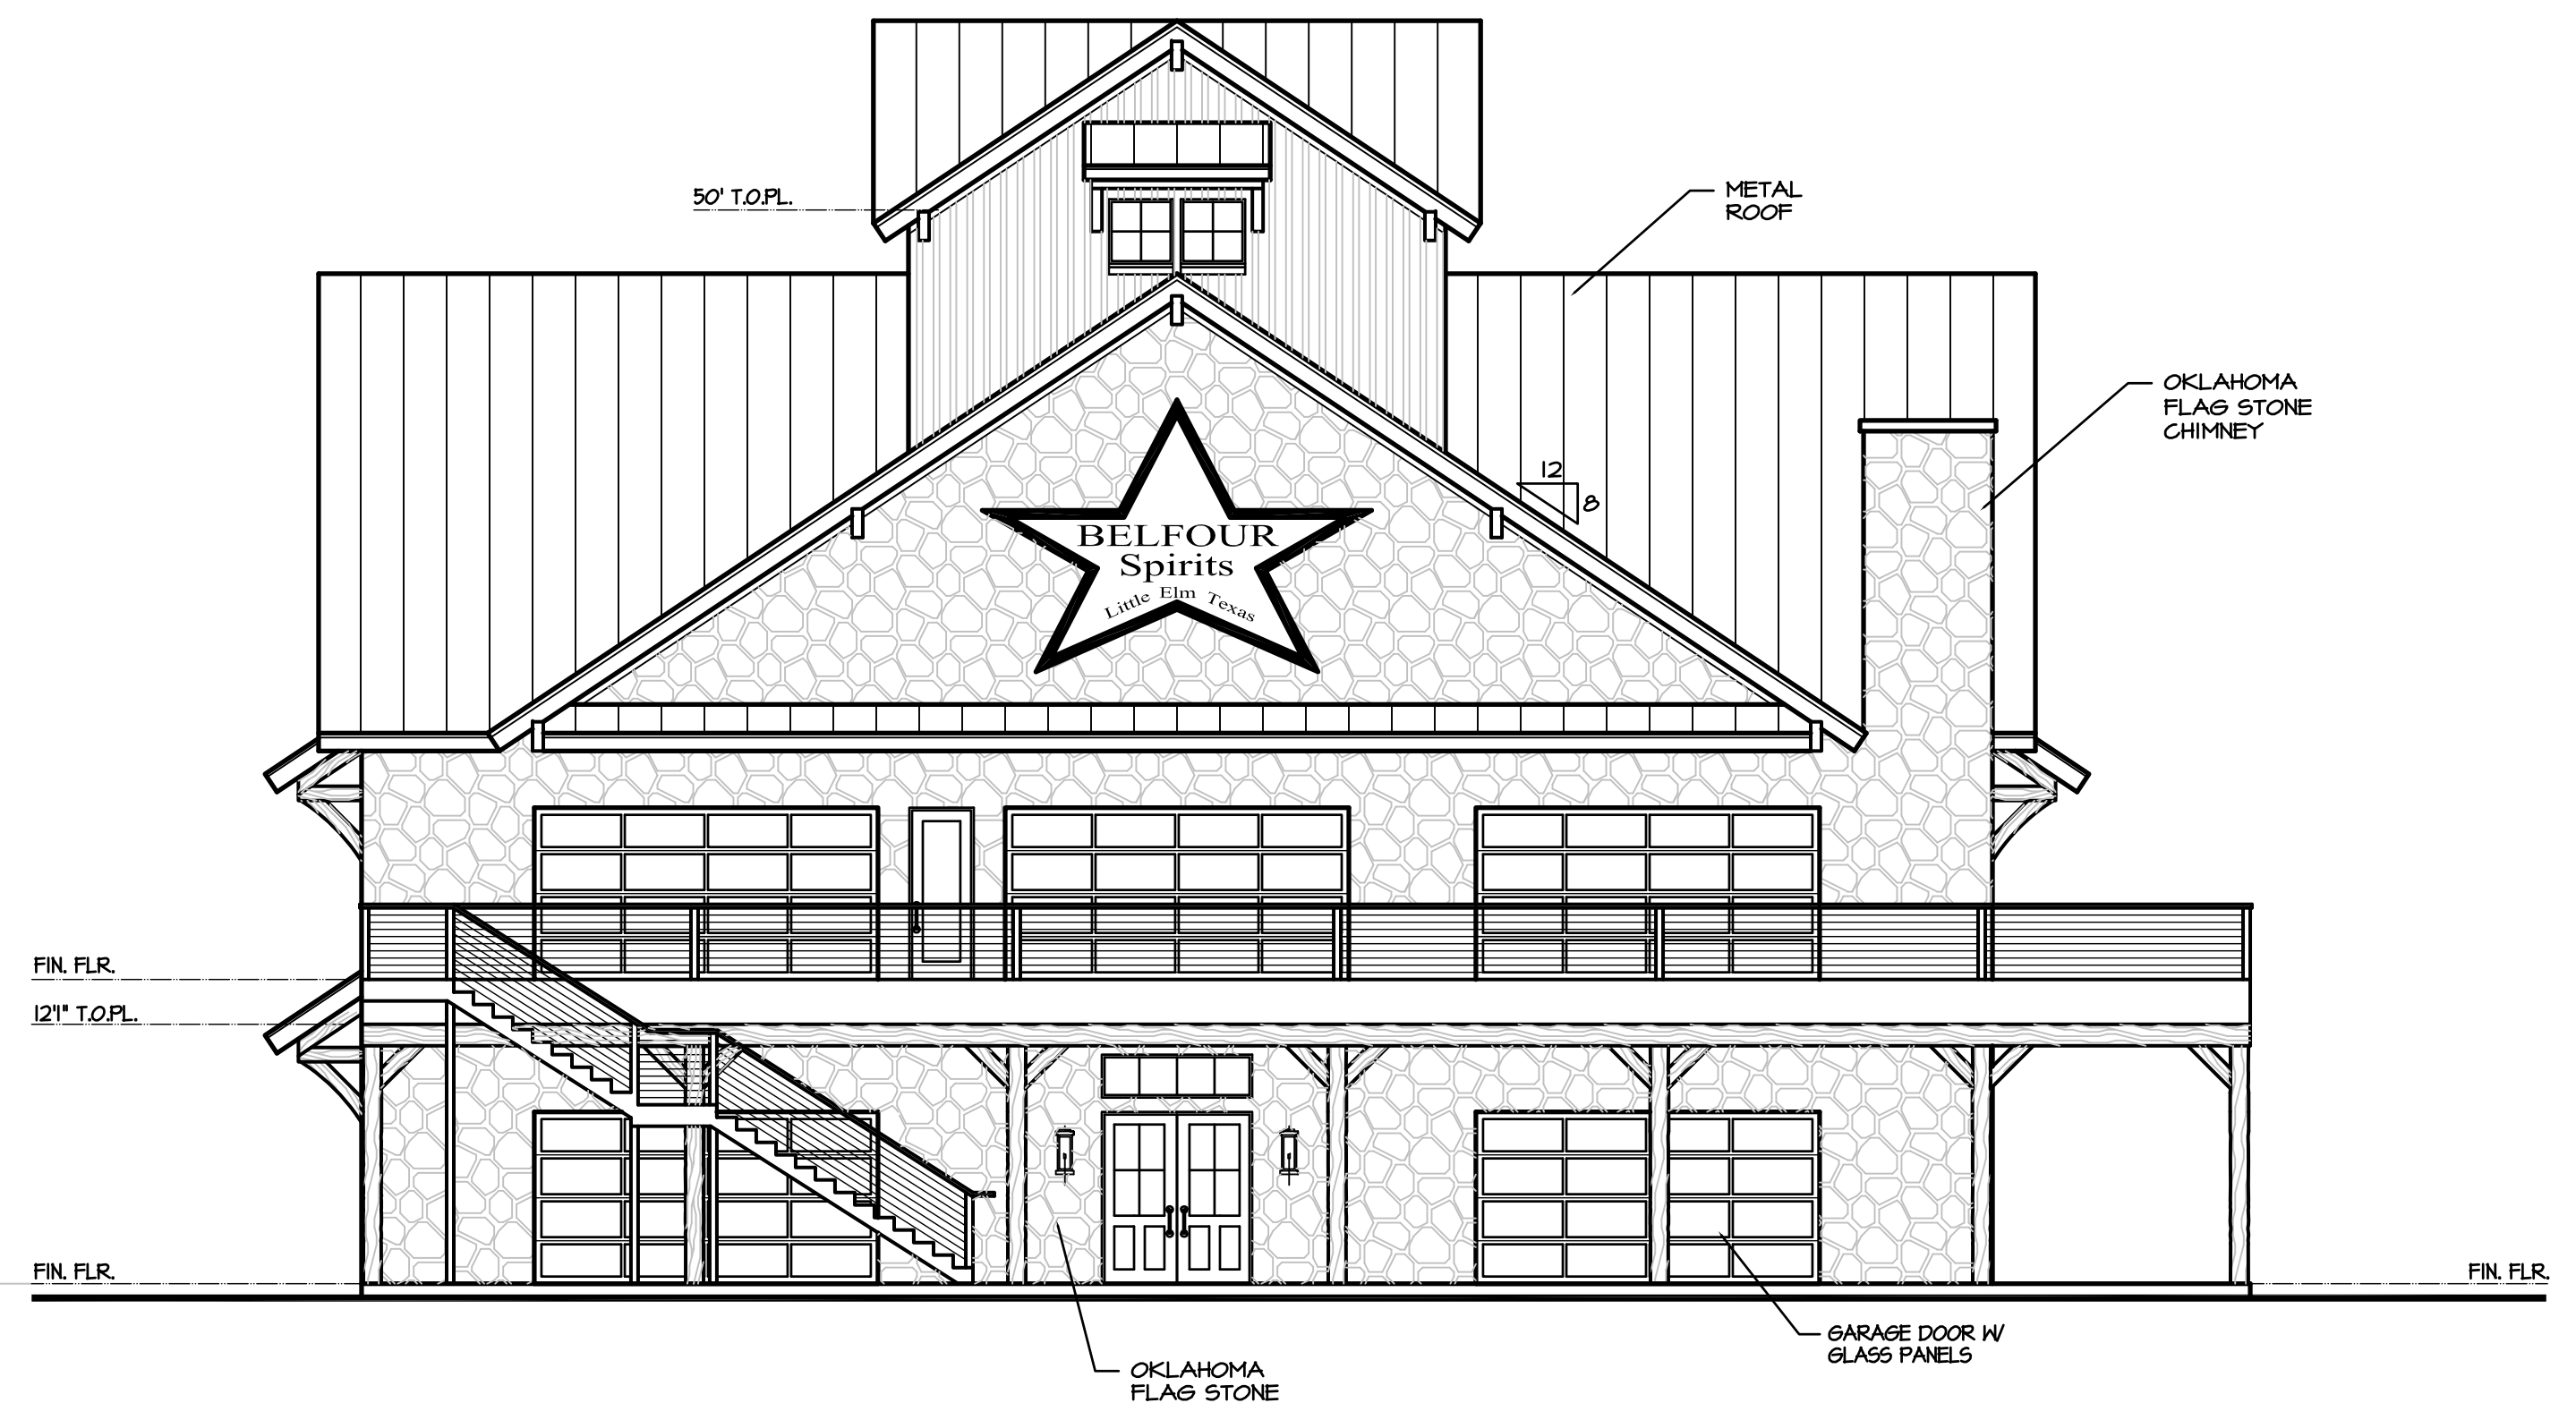 50' T.O.PL.
METAL
ROOF
OKLAHOMA
FLAG STONE
CHIMNEY
12
8
BELFOUR
Spirits
Little Elm Texas
FIN. FLR.
12'1" T.O.PL.
FIN. FLR.
FIN. FLR.
GARAGE DOOR W/
GLASS PANELS
OKLAHOMA
FLAG STONE